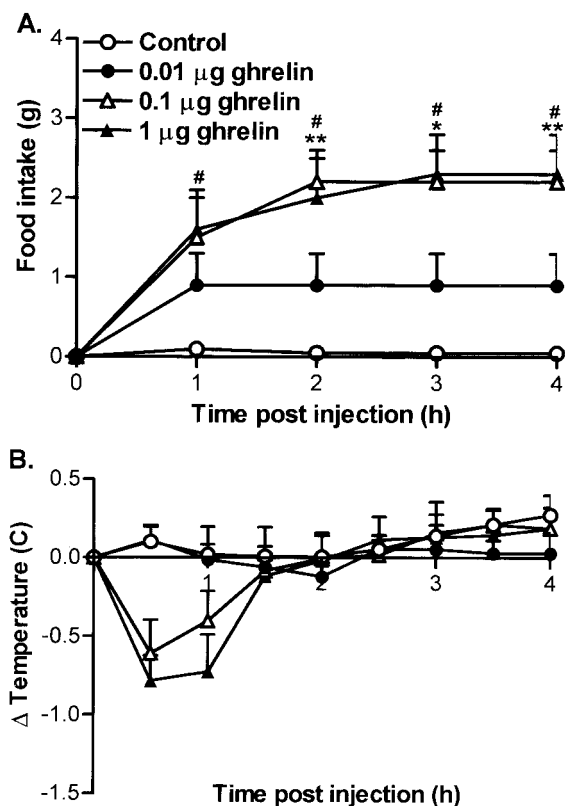 A.
Control
0.01 µg ghrelin
0.1 µg ghrelin
1 µg ghrelin
Food intake (g)
4
3
2
1
0
#
#
**
#
*
#
**
0 1 2 3 4
Time post injection (h)
B.
Δ Temperature (C)
0.5
0.0
-0.5
-1.0
-1.5
1 2 3 4
Time post injection (h)